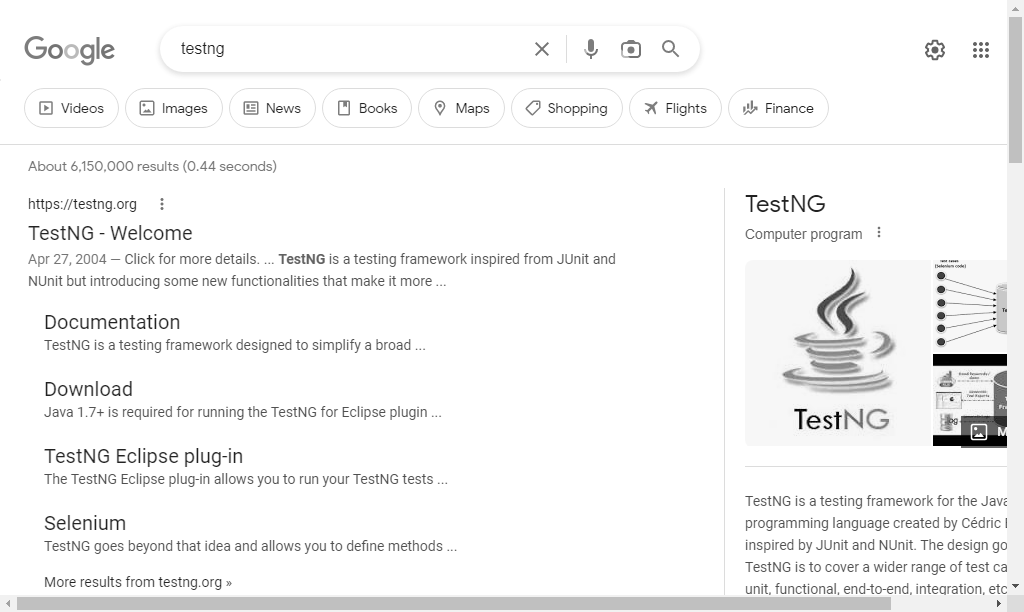 Google
testng
Videos
Images
News
Books
Maps
Shopping
Flights
Finance
About 6,150,000 results (0.44 seconds)
https://testng.org
TestNG - Welcome
Apr 27, 2004 — Click for more details. ... TestNG is a testing framework inspired from JUnit and
NUnit but introducing some new functionalities that make it more ...
Documentation
TestNG is a testing framework designed to simplify a broad ...
Download
Java 1.7+ is required for running the TestNG for Eclipse plugin ...
TestNG Eclipse plug-in
The TestNG Eclipse plug-in allows you to run your TestNG tests ...
Selenium
TestNG goes beyond that idea and allows you to define methods ...
More results from testng.org »
TestNG
Computer program
(Selenium code)
TestNG
TestNG is a testing framework for the Java
programming language created by Cédric
inspired by JUnit and NUnit. The design
TestNG is to cover a wider range of test
unit, functional, end-to-end, integration, etc